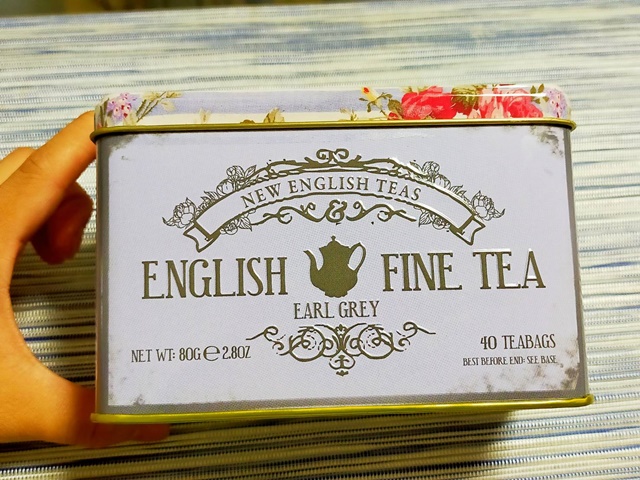 NEW ENGLISH TEAS
&
ENGLISH FINE TEA
EARL GREY
NET WT: 80G ℮ 2.8OZ
40 TEABAGS
BEST BEFORE END: SEE BASE